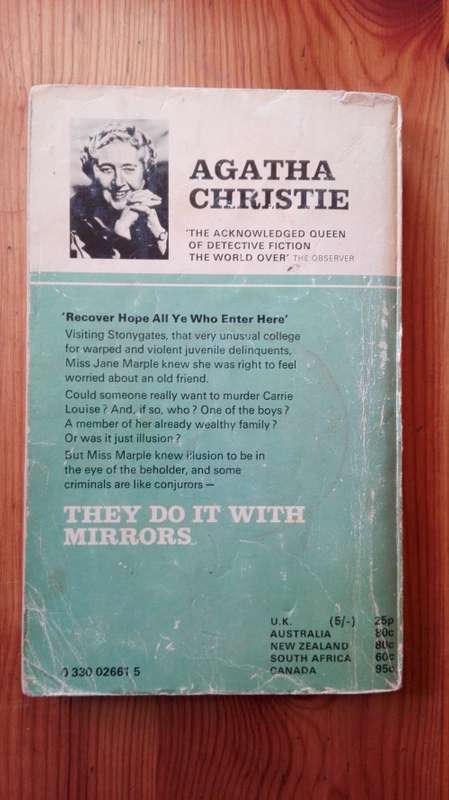 AGATHA
CHRISTIE
'THE ACKNOWLEDGED QUEEN
OF DETECTIVE FICTION
THE WORLD OVER' THE OBSERVER
'Recover Hope All Ye Who Enter Here'
Visiting Stonygates, that very unusual college
for warped and violent juvenile delinquents,
Miss Jane Marple knew she was right to feel
worried about an old friend.
Could someone really want to murder Carrie
Louise? And, if so, who? One of the boys?
A member of her already wealthy family?
Or was it just illusion?
But Miss Marple knew illusion to be in
the eye of the beholder, and some
criminals are like conjurors—
THEY DO IT WITH
MIRRORS
U.K. (5/-) 25p
AUSTRALIA 80c
NEW ZEALAND 80c
SOUTH AFRICA 60c
CANADA 95c
0 330 02661 5